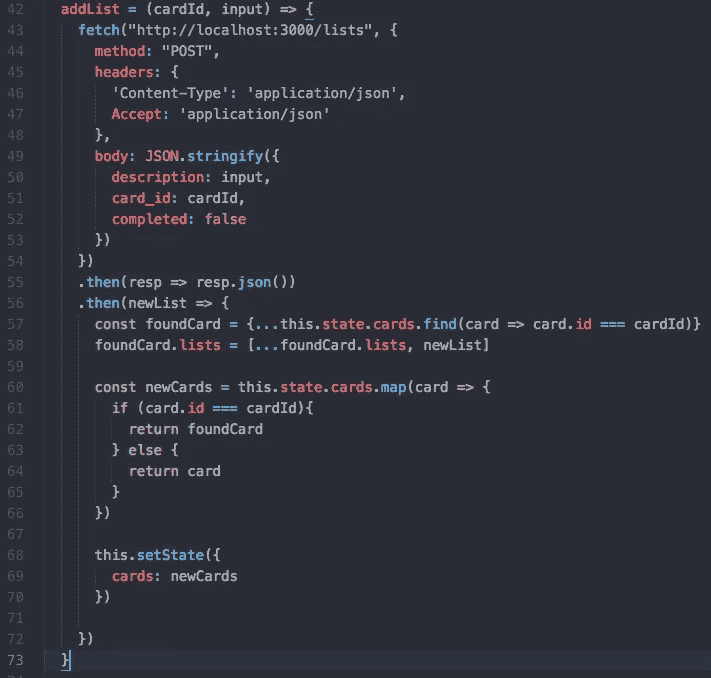 42 addList = (cardId, input) => {
43 fetch("http://localhost:3000/lists", {
44 method: "POST",
45 headers: {
46 'Content-Type': 'application/json',
47 Accept: 'application/json'
48 },
49 body: JSON.stringify({
50 description: input,
51 card_id: cardId,
52 completed: false
53 })
54 })
55 .then(resp => resp.json())
56 .then(newList => {
57 const foundCard = {...this.state.cards.find(card => card.id === cardId)}
58 foundCard.lists = [...foundCard.lists, newList]
59
60 const newCards = this.state.cards.map(card => {
61 if (card.id === cardId){
62 return foundCard
63 } else {
64 return card
65 }
66 })
67
68 this.setState({
69 cards: newCards
70 })
71
72 })
73 }